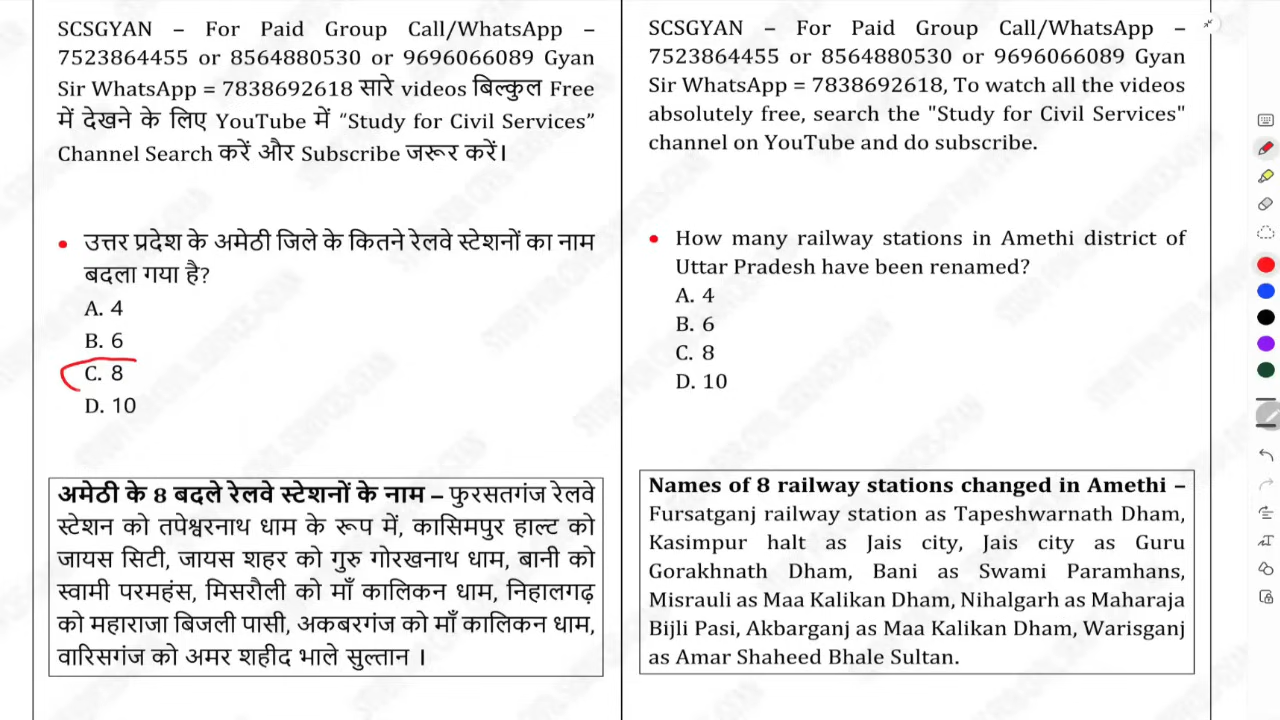 SCSGYAN – For Paid Group Call/WhatsApp –
7523864455 or 8564880530 or 9696066089 Gyan
Sir WhatsApp = 7838692618 सारे videos बिल्कुल Free
में देखने के लिए YouTube में “Study for Civil Services”
Channel Search करें और Subscribe जरूर करें।
• उत्तर प्रदेश के अमेठी जिले के कितने रेलवे स्टेशनों का नाम
बदला गया है?
A. 4
B. 6
C. 8
D. 10
अमेठी के 8 बदले रेलवे स्टेशनों के नाम – फुरसतगंज रेलवे
स्टेशन को तपेश्वरनाथ धाम के रूप में, कासिमपुर हाल्ट को
जायस सिटी, जायस शहर को गुरु गोरखनाथ धाम, बानी को
स्वामी परमहंस, मिसरौली को माँ कालिकन धाम, निहालगढ़
को महाराजा बिजली पासी, अकबरगंज को माँ कालिकन धाम,
वारिसगंज को अमर शहीद भाले सुल्तान ।
SCSGYAN – For Paid Group Call/WhatsApp –
7523864455 or 8564880530 or 9696066089 Gyan
Sir WhatsApp = 7838692618, To watch all the videos
absolutely free, search the "Study for Civil Services"
channel on YouTube and do subscribe.
• How many railway stations in Amethi district of
Uttar Pradesh have been renamed?
A. 4
B. 6
C. 8
D. 10
Names of 8 railway stations changed in Amethi –
Fursatganj railway station as Tapeshwarnath Dham,
Kasimpur halt as Jais city, Jais city as Guru
Gorakhnath Dham, Bani as Swami Paramhans,
Misrauli as Maa Kalikan Dham, Nihalgarh as Maharaja
Bijli Pasi, Akbarganj as Maa Kalikan Dham, Warisganj
as Amar Shaheed Bhale Sultan.